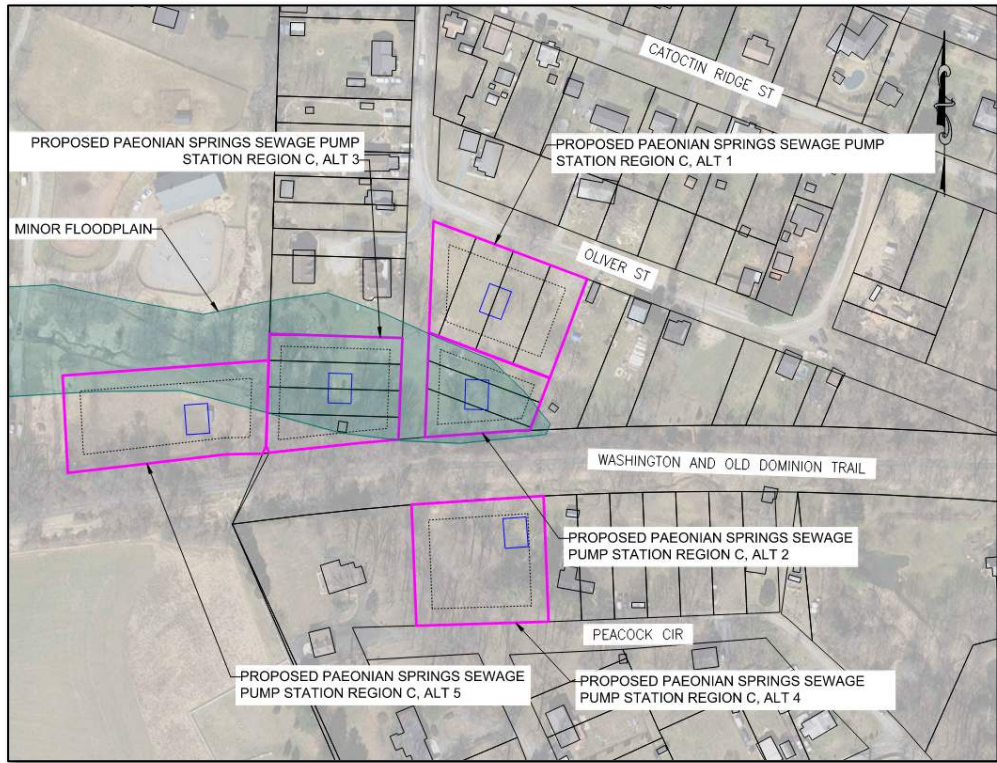 CATOCTIN RIDGE ST
PROPOSED PAEONIAN SPRINGS SEWAGE PUMP
STATION REGION C, ALT 3
PROPOSED PAEONIAN SPRINGS SEWAGE PUMP
STATION REGION C, ALT 1
MINOR FLOODPLAIN
OLIVER ST
WASHINGTON AND OLD DOMINION TRAIL
PROPOSED PAEONIAN SPRINGS SEWAGE
PUMP STATION REGION C, ALT 2
PEACOCK CIR
PROPOSED PAEONIAN SPRINGS SEWAGE
PUMP STATION REGION C, ALT 5
PROPOSED PAEONIAN SPRINGS SEWAGE
PUMP STATION REGION C, ALT 4